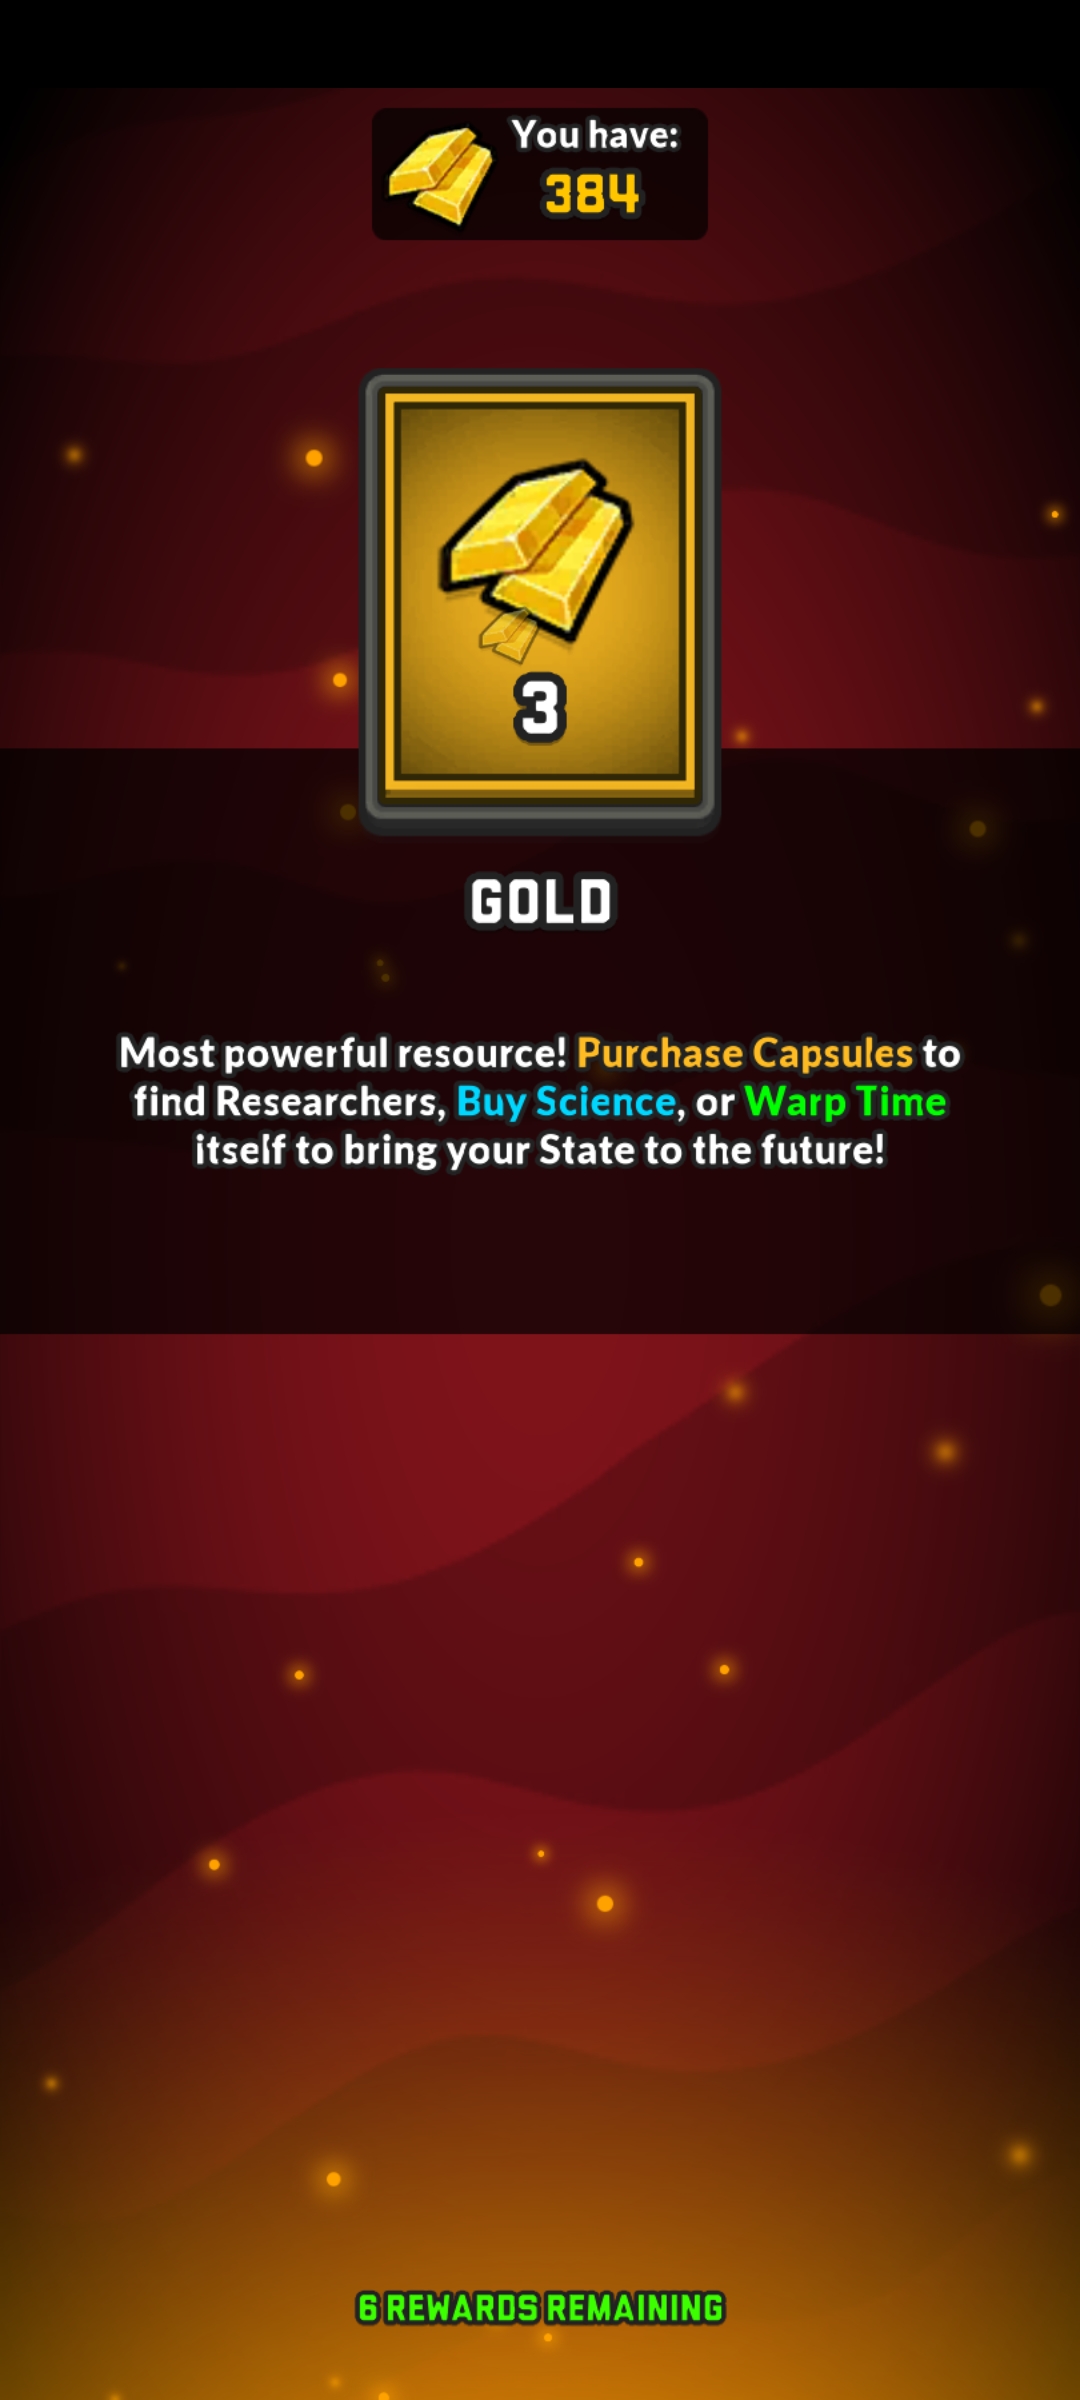 You have:
384
3
GOLD
Most powerful resource! Purchase Capsules to
find Researchers, Buy Science, or Warp Time
itself to bring your State to the future!
6 REWARDS REMAINING